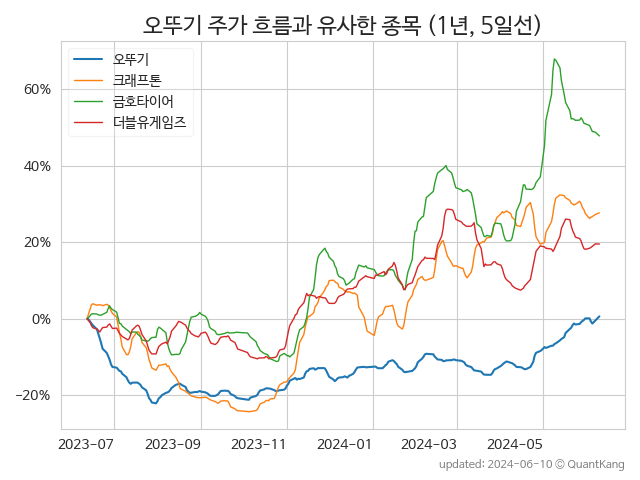 오뚜기 주가 흐름과 유사한 종목 (1년, 5일선)
오뚜기
크래프톤
금호타이어
더블유게임즈
60%
40%
20%
0%
−20%
2023-07 2023-09 2023-11 2024-01 2024-03 2024-05
updated: 2024-06-10 © QuantKang